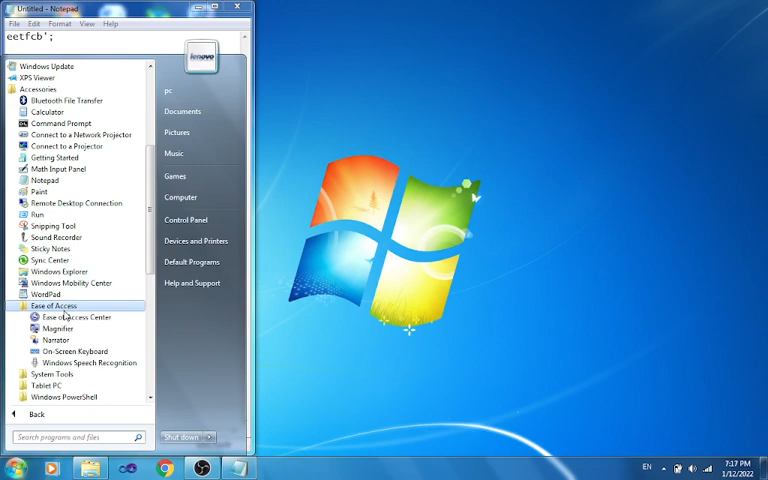 Untitled - Notepad
File Edit Format View Help
eetfcb';
lenovo
Windows Update
XPS Viewer
Accessories
Bluetooth File Transfer
Calculator
Command Prompt
Connect to a Network Projector
Connect to a Projector
Getting Started
Math Input Panel
Notepad
Paint
Remote Desktop Connection
Run
Snipping Tool
Sound Recorder
Sticky Notes
Sync Center
Windows Explorer
Windows Mobility Center
WordPad
Ease of Access
Ease of Access Center
Magnifier
Narrator
On-Screen Keyboard
Windows Speech Recognition
System Tools
Tablet PC
Windows PowerShell
Back
Search programs and files
pc
Documents
Pictures
Music
Games
Computer
Control Panel
Devices and Printers
Default Programs
Help and Support
Shut down
EN
7:17 PM
1/12/2022